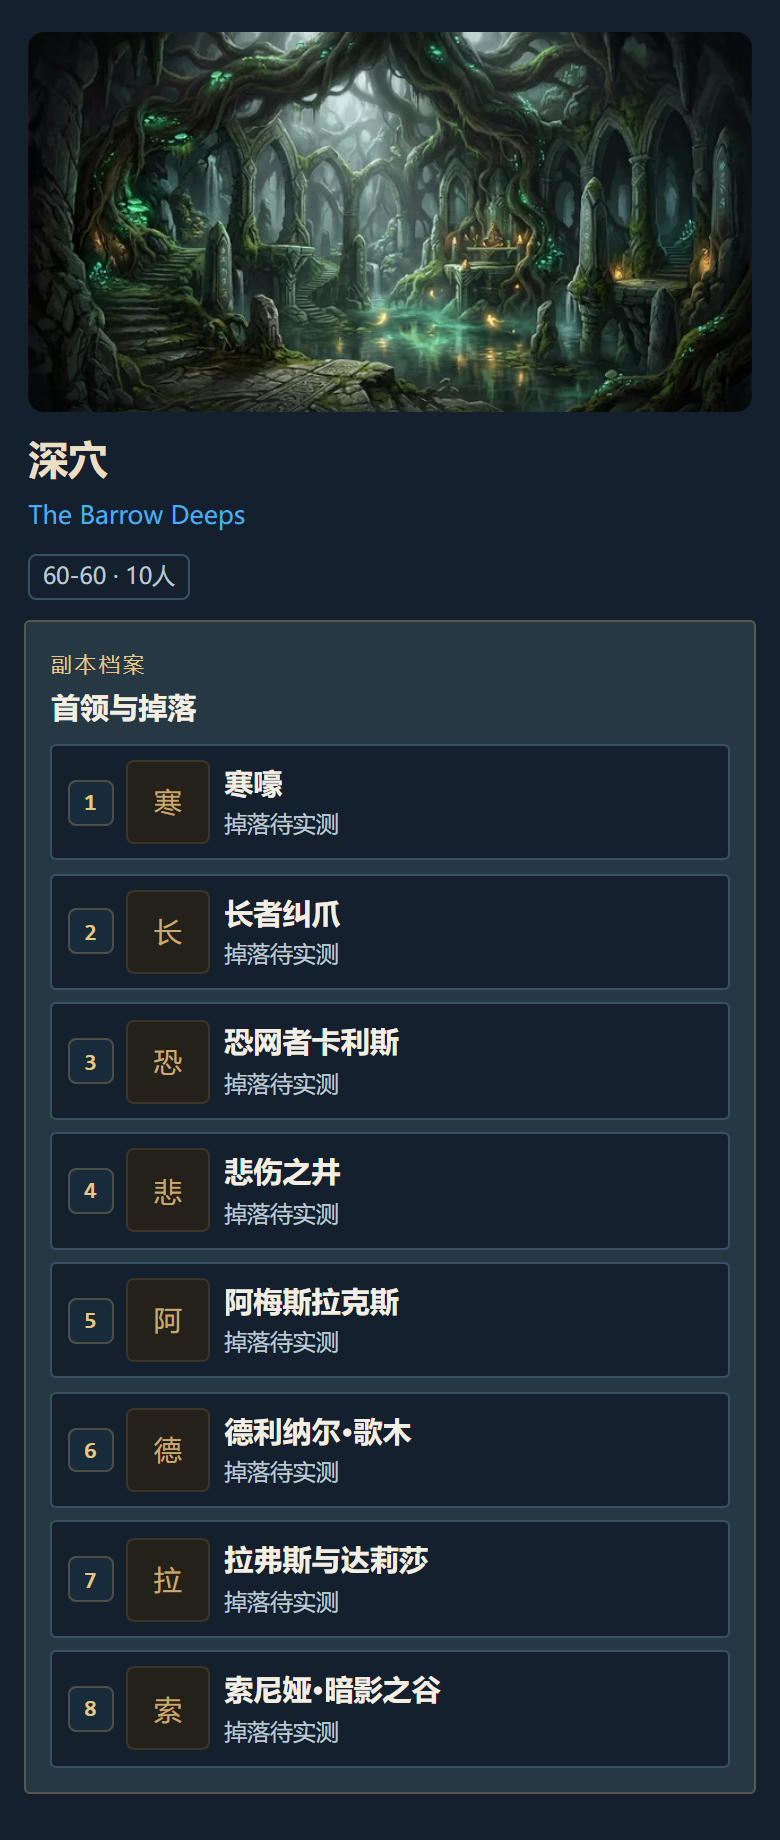 深穴
The Barrow Deeps
60-60 · 10人
副本档案
首领与掉落
1
寒
寒嚎
掉落待实测
2
长
长者纠爪
掉落待实测
3
恐
恐网者卡利斯
掉落待实测
4
悲
悲伤之井
掉落待实测
5
阿
阿梅斯拉克斯
掉落待实测
6
德
德利纳尔•歌木
掉落待实测
7
拉
拉弗斯与达莉莎
掉落待实测
8
索
索尼娅•暗影之谷
掉落待实测